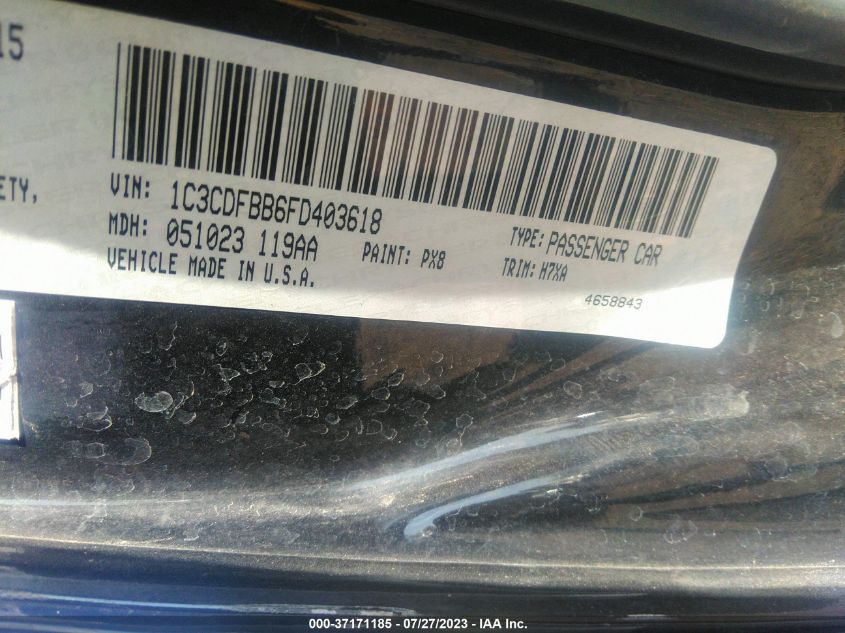 15
ETY,
VIN: 1C3CDFBB6FD403618
MDH: 051023 119AA PAINT: PX8 TYPE: PASSENGER CAR
VEHICLE MADE IN U.S.A. TRIM: H7XA
4658843
000-37171185 - 07/27/2023 - IAA Inc.